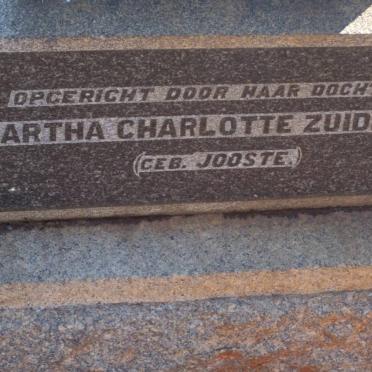 OPGERICHT DOOR HAAR DOCHT
ARTHA CHARLOTTE ZUID
(GEB. JOOSTE.)